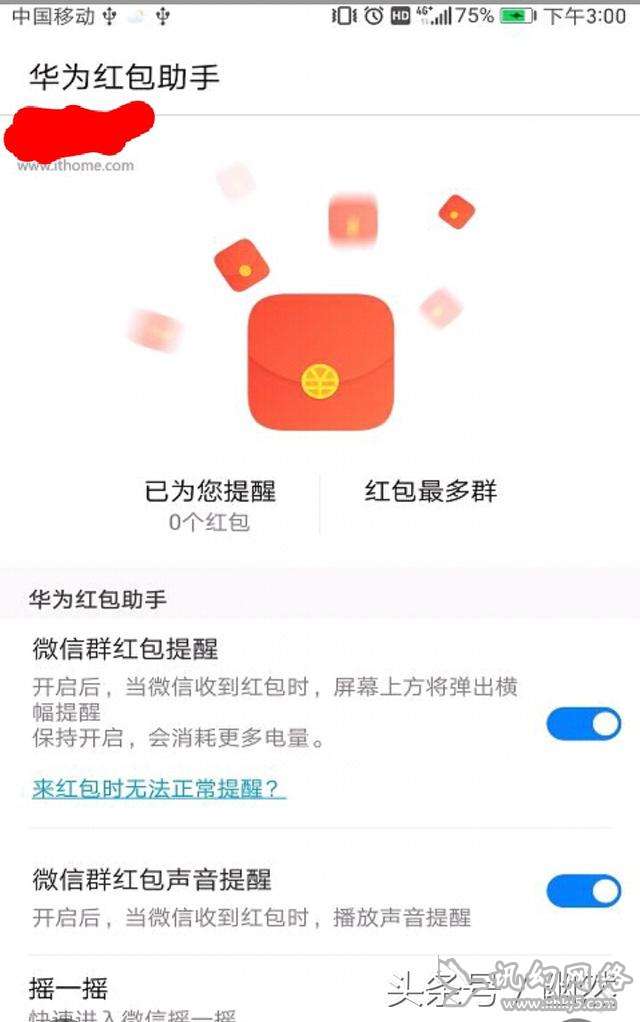 中国移动 HD 4G+ 75% 下午3:00
华为红包助手
www.ithome.com
已为您提醒 红包最多群
0个红包
华为红包助手
微信群红包提醒
开启后，当微信收到红包时，屏幕上方将弹出横
幅提醒
保持开启，会消耗更多电量。
来红包时无法正常提醒？
微信群红包声音提醒
开启后，当微信收到红包时，播放声音提醒
摇一摇
快速进入微信摇一摇
头条号
讯幻网络